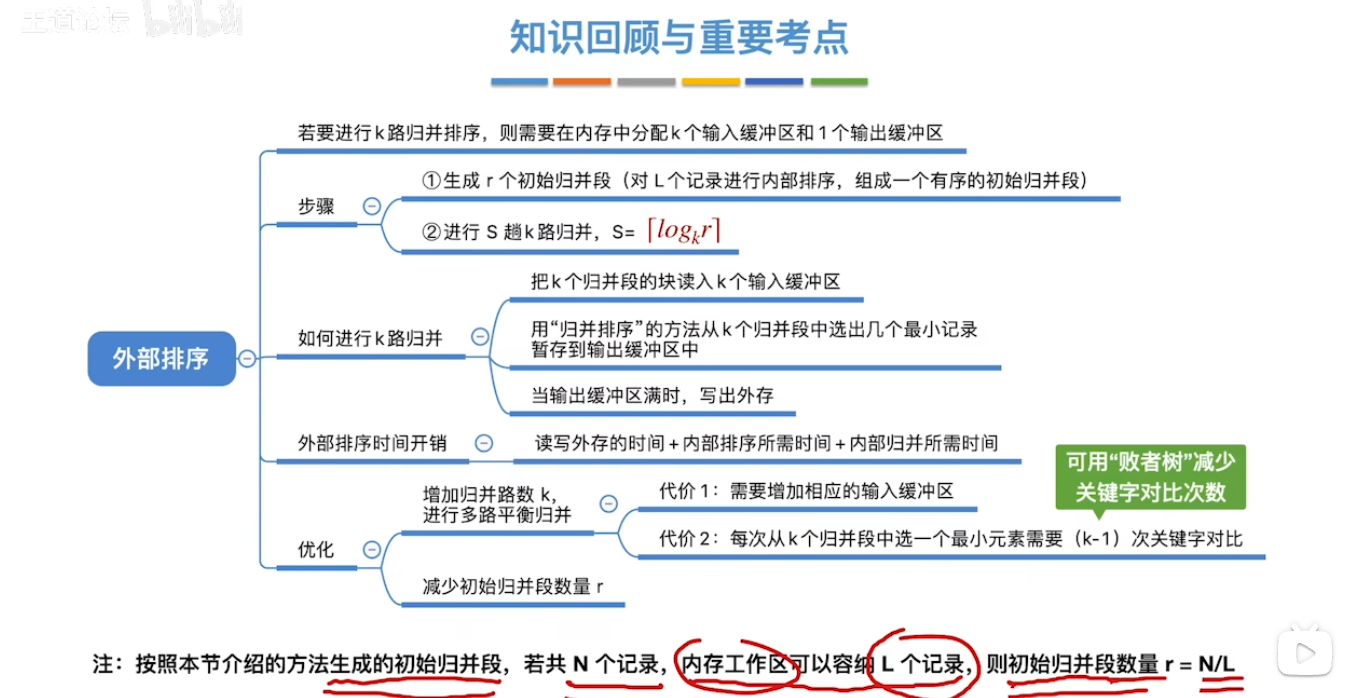 王道论坛 bilibili
知识回顾与重要考点
若要进行k路归并排序，则需要在内存中分配k个输入缓冲区和1个输出缓冲区
①生成 r 个初始归并段（对 L个记录进行内部排序，组成一个有序的初始归并段）
步骤
②进行 S 趟k路归并，S= ⌈logₖr⌉
把k个归并段的块读入k个输入缓冲区
如何进行k路归并
用“归并排序”的方法从k个归并段中选出几个最小记录
暂存到输出缓冲区中
当输出缓冲区满时，写出外存
外部排序
外部排序时间开销
读写外存的时间+内部排序所需时间+内部归并所需时间
可用“败者树”减少
关键字对比次数
增加归并路数 k，
进行多路平衡归并
代价1：需要增加相应的输入缓冲区
代价2：每次从k个归并段中选一个最小元素需要（k-1）次关键字对比
优化
减少初始归并段数量 r
注：按照本节介绍的方法生成的初始归并段，若共 N 个记录，内存工作区可以容纳 L 个记录，则初始归并段数量 r = N/L